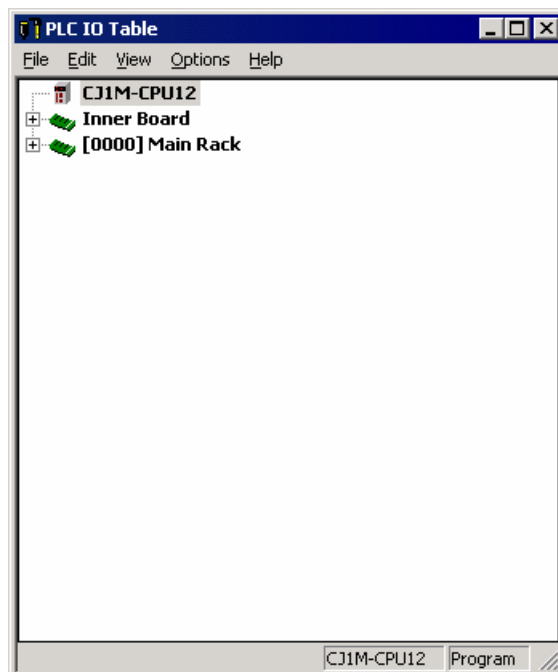 PLC IO Table
File Edit View Options Help
CJ1M-CPU12
Inner Board
[0000] Main Rack
CJ1M-CPU12 Program